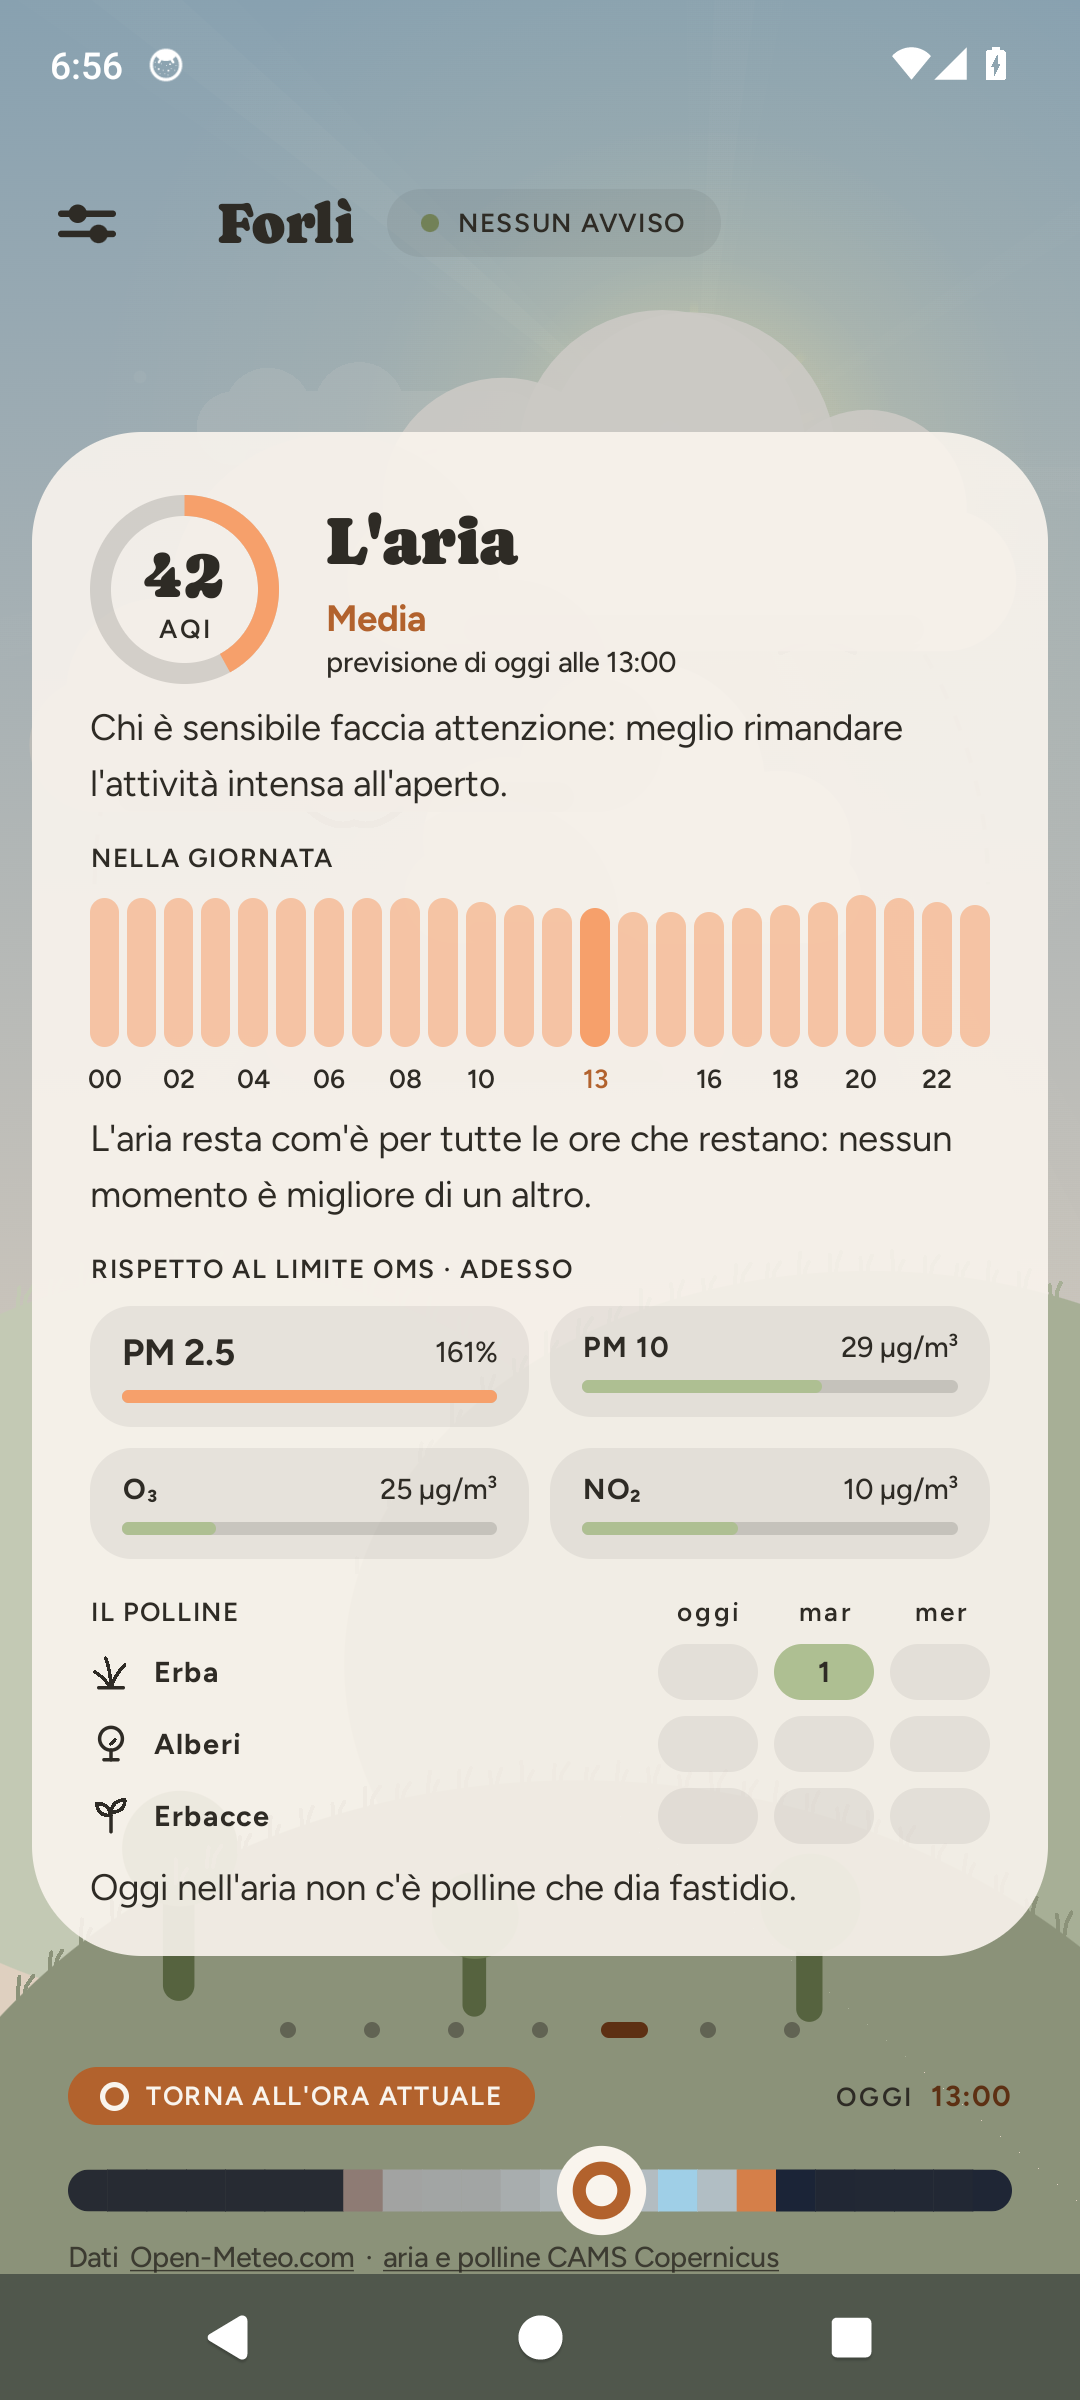 6:56
Forlì
NESSUN AVVISO
42
AQI
L'aria
Media
previsione di oggi alle 13:00
Chi è sensibile faccia attenzione: meglio rimandare
l'attività intensa all'aperto.
NELLA GIORNATA
00 02 04 06 08 10 13 16 18 20 22
L'aria resta com'è per tutte le ore che restano: nessun
momento è migliore di un altro.
RISPETTO AL LIMITE OMS · ADESSO
PM 2.5 161%
PM 10 29 µg/m³
O₃ 25 µg/m³
NO₂ 10 µg/m³
IL POLLINE oggi mar mer
Erba 1
Alberi
Erbacce
Oggi nell'aria non c'è polline che dia fastidio.
TORNA ALL'ORA ATTUALE
OGGI 13:00
Dati Open-Meteo.com · aria e polline CAMS Copernicus